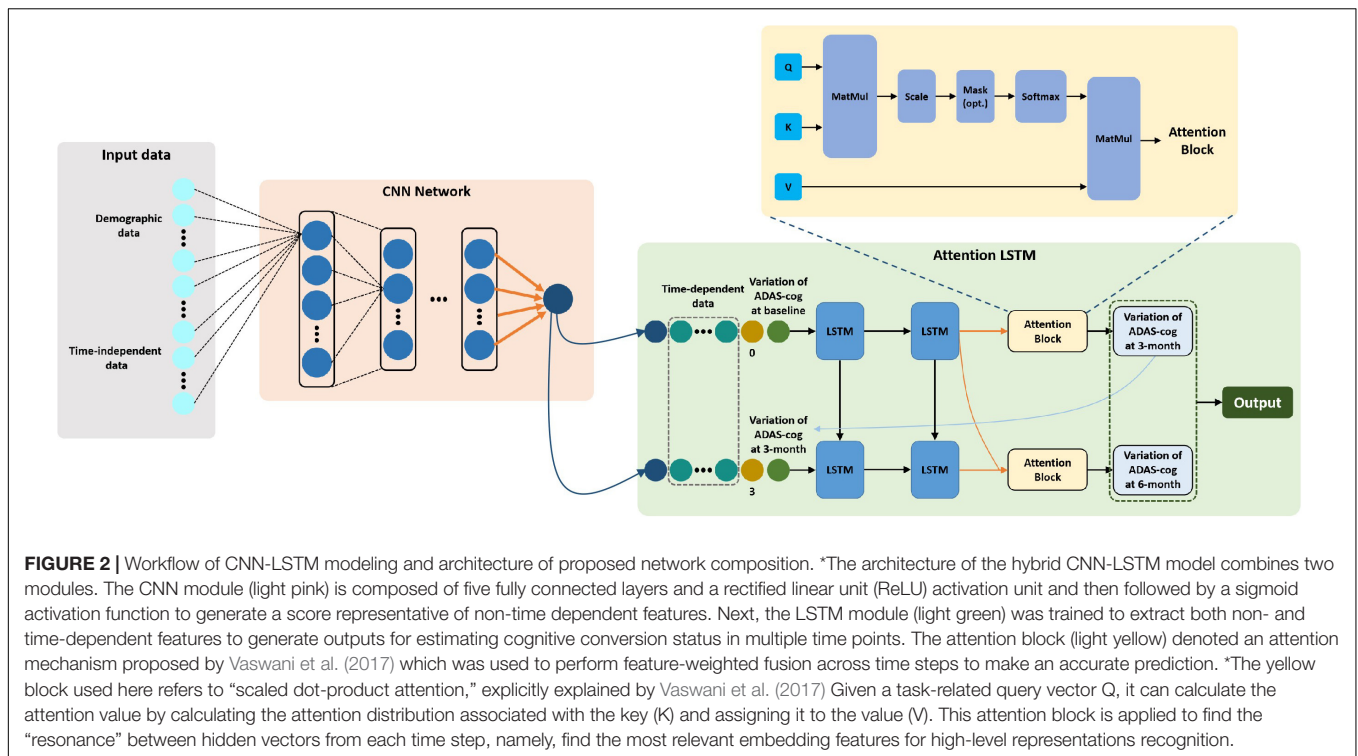 Q
K
V
MatMul
Scale
Mask
(opt.)
Softmax
MatMul
Attention
Block
Input data
Demographic
data
Time-independent
data
CNN Network
Attention LSTM
Time-dependent
data
Variation of
ADAS-cog
at baseline
0
LSTM
LSTM
Attention
Block
Variation of
ADAS-cog
at 3-month
Variation of
ADAS-cog
at 3-month
3
LSTM
LSTM
Attention
Block
Variation of
ADAS-cog
at 6-month
Output
FIGURE 2 | Workflow of CNN-LSTM modeling and architecture of proposed network composition. *The architecture of the hybrid CNN-LSTM model combines two
modules. The CNN module (light pink) is composed of five fully connected layers and a rectified linear unit (ReLU) activation unit and then followed by a sigmoid
activation function to generate a score representative of non-time dependent features. Next, the LSTM module (light green) was trained to extract both non- and
time-dependent features to generate outputs for estimating cognitive conversion status in multiple time points. The attention block (light yellow) denoted an attention
mechanism proposed by Vaswani et al. (2017) which was used to perform feature-weighted fusion across time steps to make an accurate prediction. *The yellow
block used here refers to “scaled dot-product attention,” explicitly explained by Vaswani et al. (2017) Given a task-related query vector Q, it can calculate the
attention value by calculating the attention distribution associated with the key (K) and assigning it to the value (V). This attention block is applied to find the
“resonance” between hidden vectors from each time step, namely, find the most relevant embedding features for high-level representations recognition.